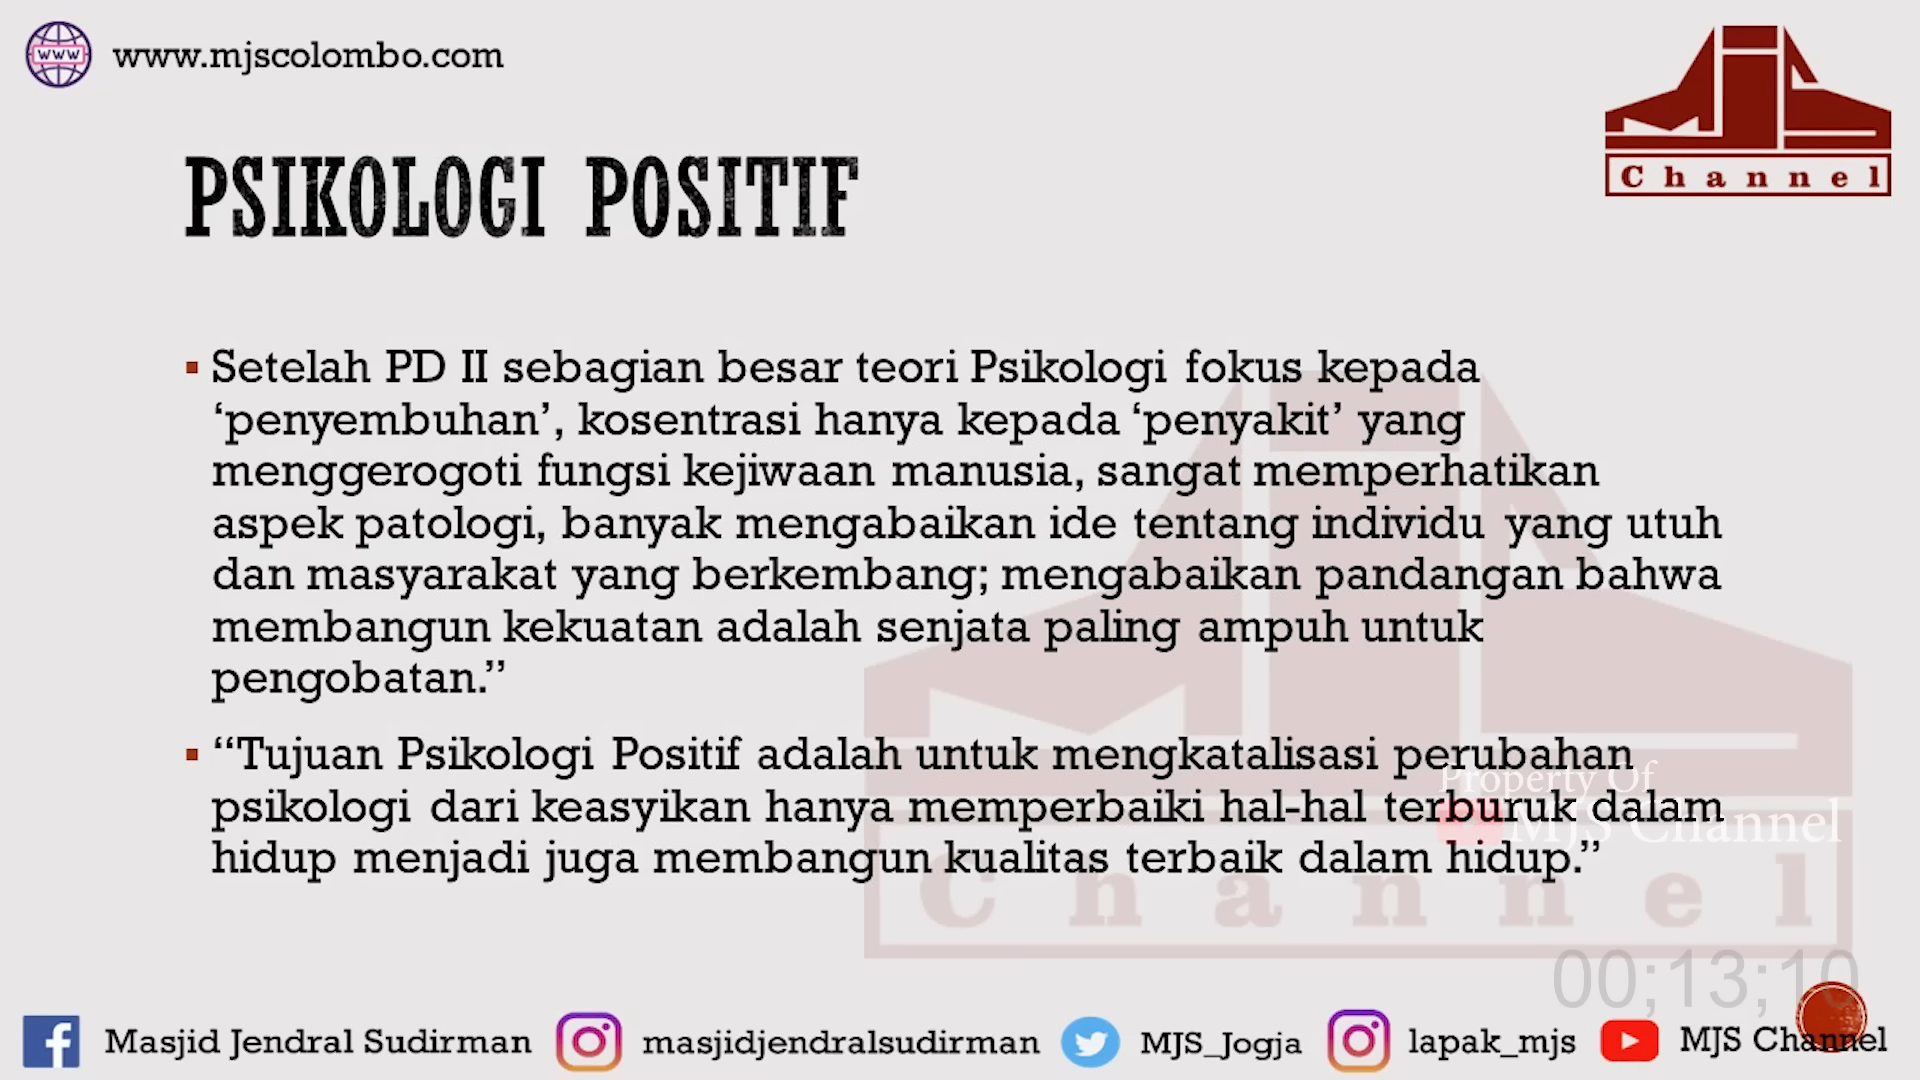 www
www.mjscolombo.com
MJS
Channel
PSIKOLOGI POSITIF
▪ Setelah PD II sebagian besar teori Psikologi fokus kepada
‘penyembuhan’, kosentrasi hanya kepada ‘penyakit’ yang
menggerogoti fungsi kejiwaan manusia, sangat memperhatikan
aspek patologi, banyak mengabaikan ide tentang individu yang utuh
dan masyarakat yang berkembang; mengabaikan pandangan bahwa
membangun kekuatan adalah senjata paling ampuh untuk
pengobatan.”
▪ “Tujuan Psikologi Positif adalah untuk mengkatalisasi perubahan
psikologi dari keasyikan hanya memperbaiki hal-hal terburuk dalam
hidup menjadi juga membangun kualitas terbaik dalam hidup.”
Property Of
MJS Channel
Channel
00;13;10
Masjid Jendral Sudirman masjidjendralsudirman MJS_Jogja lapak_mjs MJS Channel